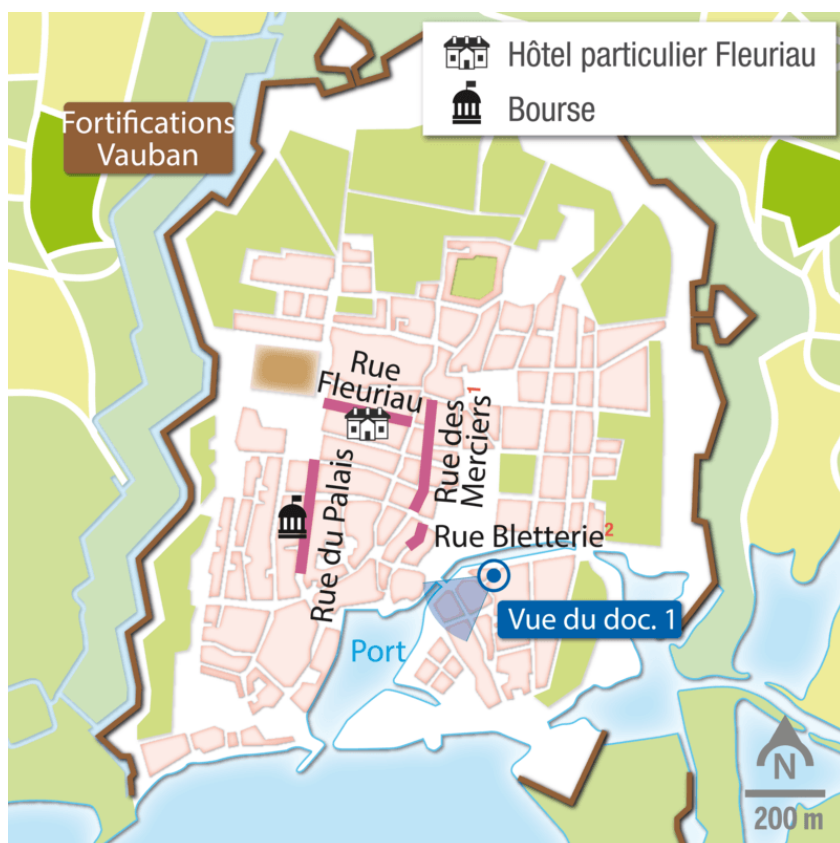 Hôtel particulier Fleuriau
Bourse
Fortifications
Vauban
Rue
Fleuriau
Rue des
Merciers¹
Rue du Palais
Rue Bletterie²
Vue du doc. 1
Port
N
200 m